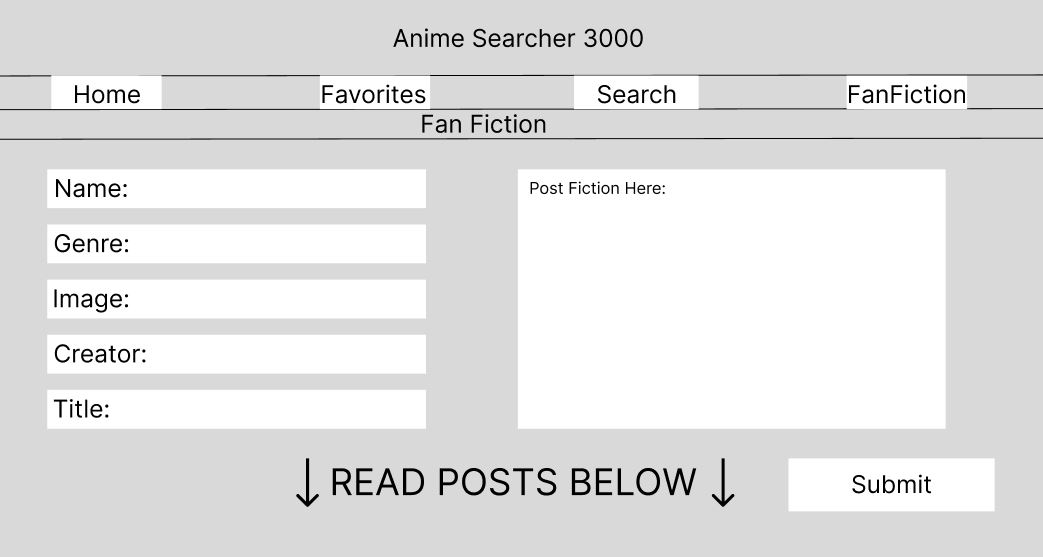 Anime Searcher 3000
Home Favorites Search FanFiction
Fan Fiction
Name:
Genre:
Image:
Creator:
Title:
Post Fiction Here:
↓ READ POSTS BELOW ↓
Submit